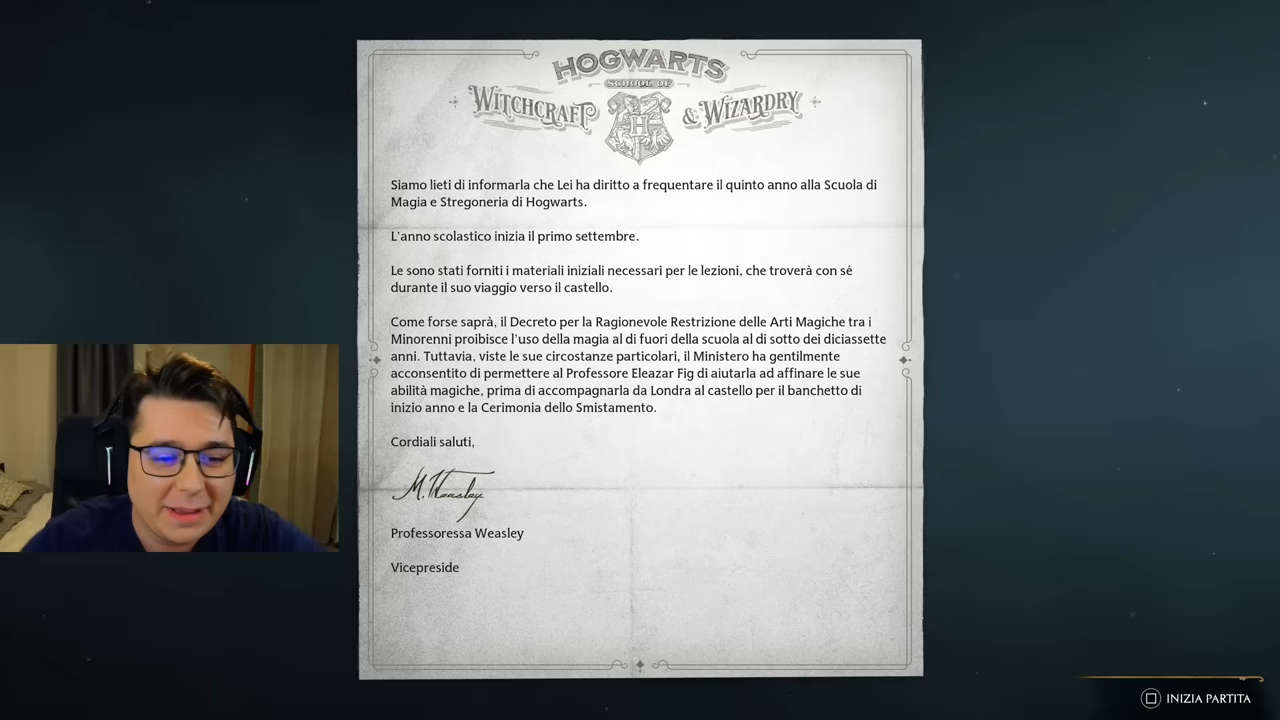 HOGWARTS
SCHOOL OF
WITCHCRAFT & WIZARDRY
H
Siamo lieti di informarla che Lei ha diritto a frequentare il quinto anno alla Scuola di
Magia e Stregoneria di Hogwarts.
L'anno scolastico inizia il primo settembre.
Le sono stati forniti i materiali iniziali necessari per le lezioni, che troverà con sé
durante il suo viaggio verso il castello.
Come forse saprà, il Decreto per la Ragionevole Restrizione delle Arti Magiche tra i
Minorenni proibisce l'uso della magia al di fuori della scuola al di sotto dei diciassette
anni. Tuttavia, viste le sue circostanze particolari, il Ministero ha gentilmente
acconsentito di permettere al Professore Eleazar Fig di aiutarla ad affinare le sue
abilità magiche, prima di accompagnarla da Londra al castello per il banchetto di
inizio anno e la Cerimonia dello Smistamento.
Cordiali saluti,
M. Weasley
Professoressa Weasley
Vicepreside
INIZIA PARTITA